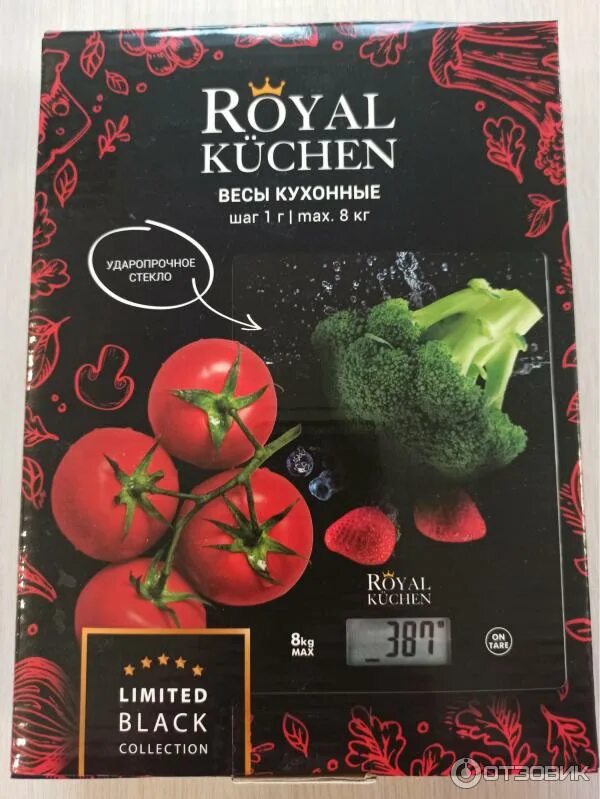 ROYAL
KÜCHEN
ВЕСЫ КУХОННЫЕ
шаг 1 г | max. 8 кг
УДАРОПРОЧНОЕ
СТЕКЛО
ROYAL
KÜCHEN
8kg
MAX
_387
ON
TARE
LIMITED
BLACK
COLLECTION
ОТЗОВИК